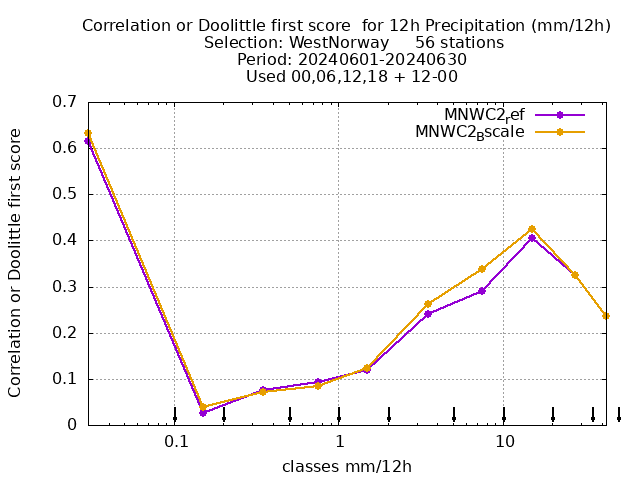 Correlation or Doolittle first score  for 12h Precipitation (mm/12h)
Selection: WestNorway     56 stations
Period: 20240601-20240630
Used 00,06,12,18 + 12-00
MNWC2_ref
MNWC2_Bscale
Correlation or Doolittle first score
0.7
0.6
0.5
0.4
0.3
0.2
0.1
0
0.1 1 10
classes mm/12h